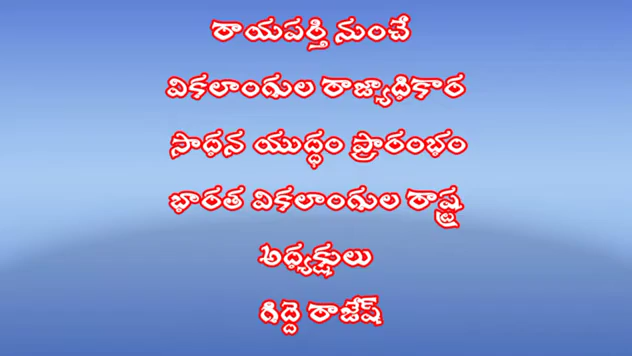 రాయపర్తి నుంచే
వికలాంగుల రాజ్యాధికార
సాధన యుద్ధం ప్రారంభం
భారత వికలాంగుల రాష్ట్ర
అధ్యక్షులు
గిద్దె రాజేష్